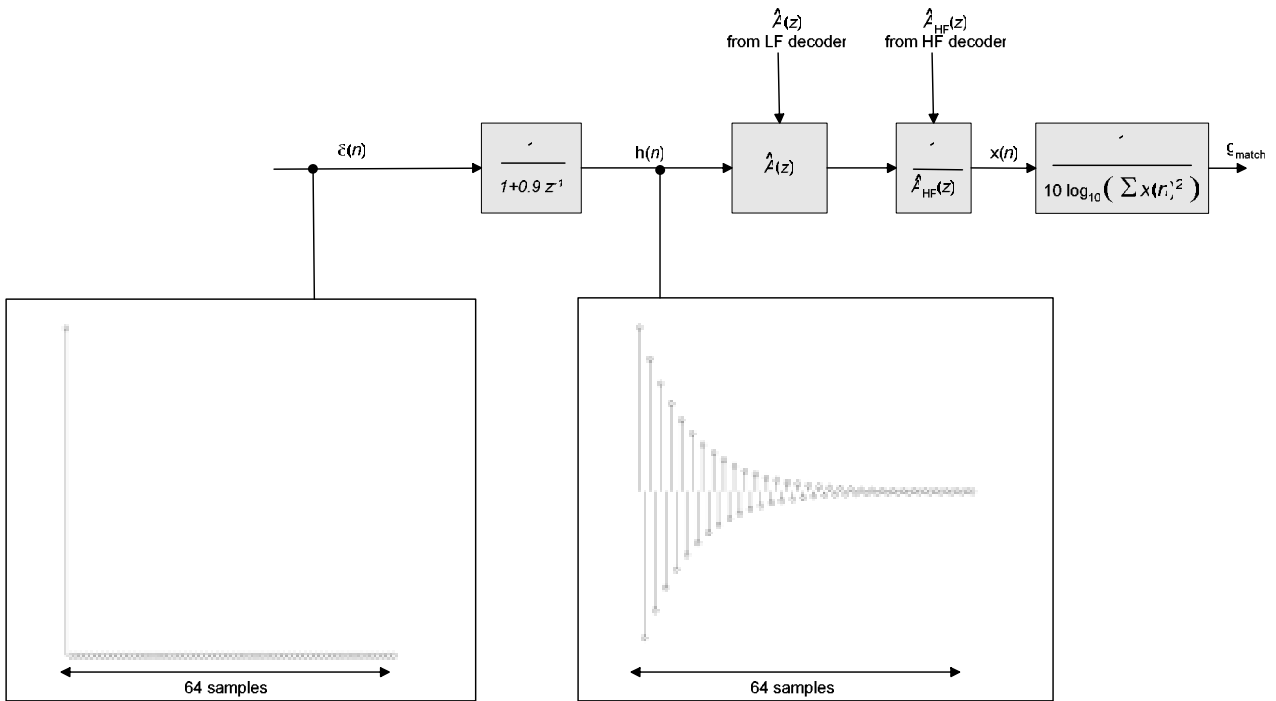 Â(z)
from LF decoder
Â_HF(z)
from HF decoder
δ(n)
1+0.9 z⁻¹
h(n)
Â(z)
Â_HF(z)
x(n)
10 log₁₀( ∑ x(n)² )
g_match
64 samples
64 samples